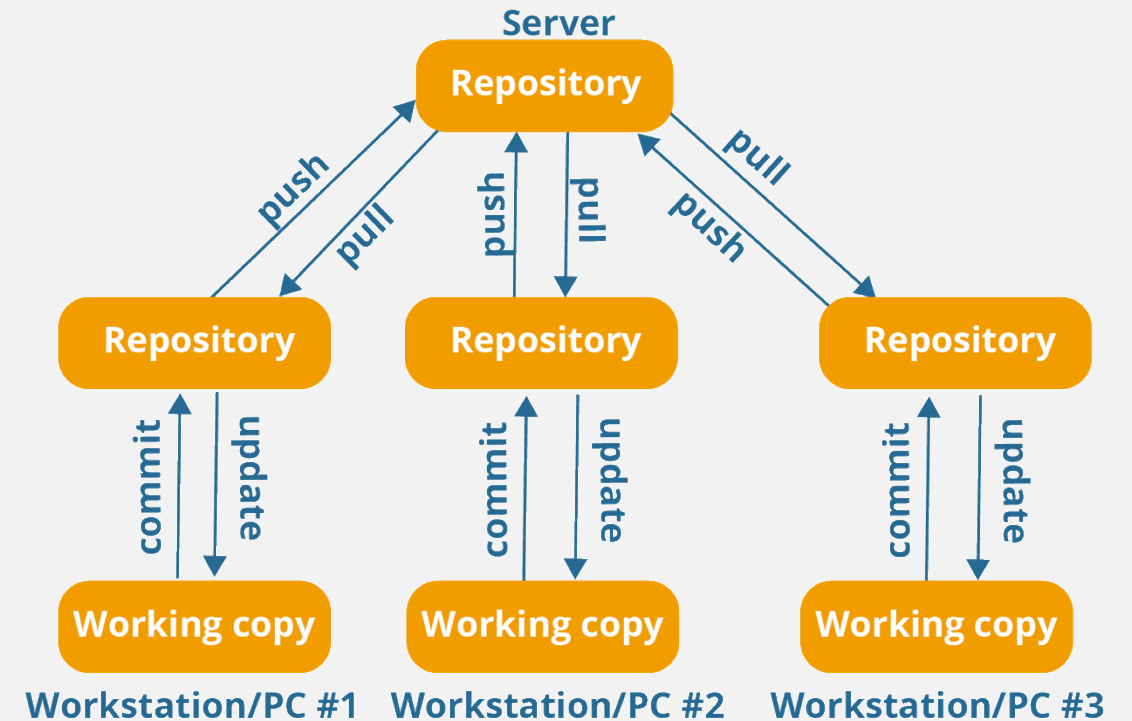 Server
Repository
push
pull
push
pull
push
pull
Repository
Repository
Repository
commit
update
commit
update
commit
update
Working copy
Working copy
Working copy
Workstation/PC #1
Workstation/PC #2
Workstation/PC #3